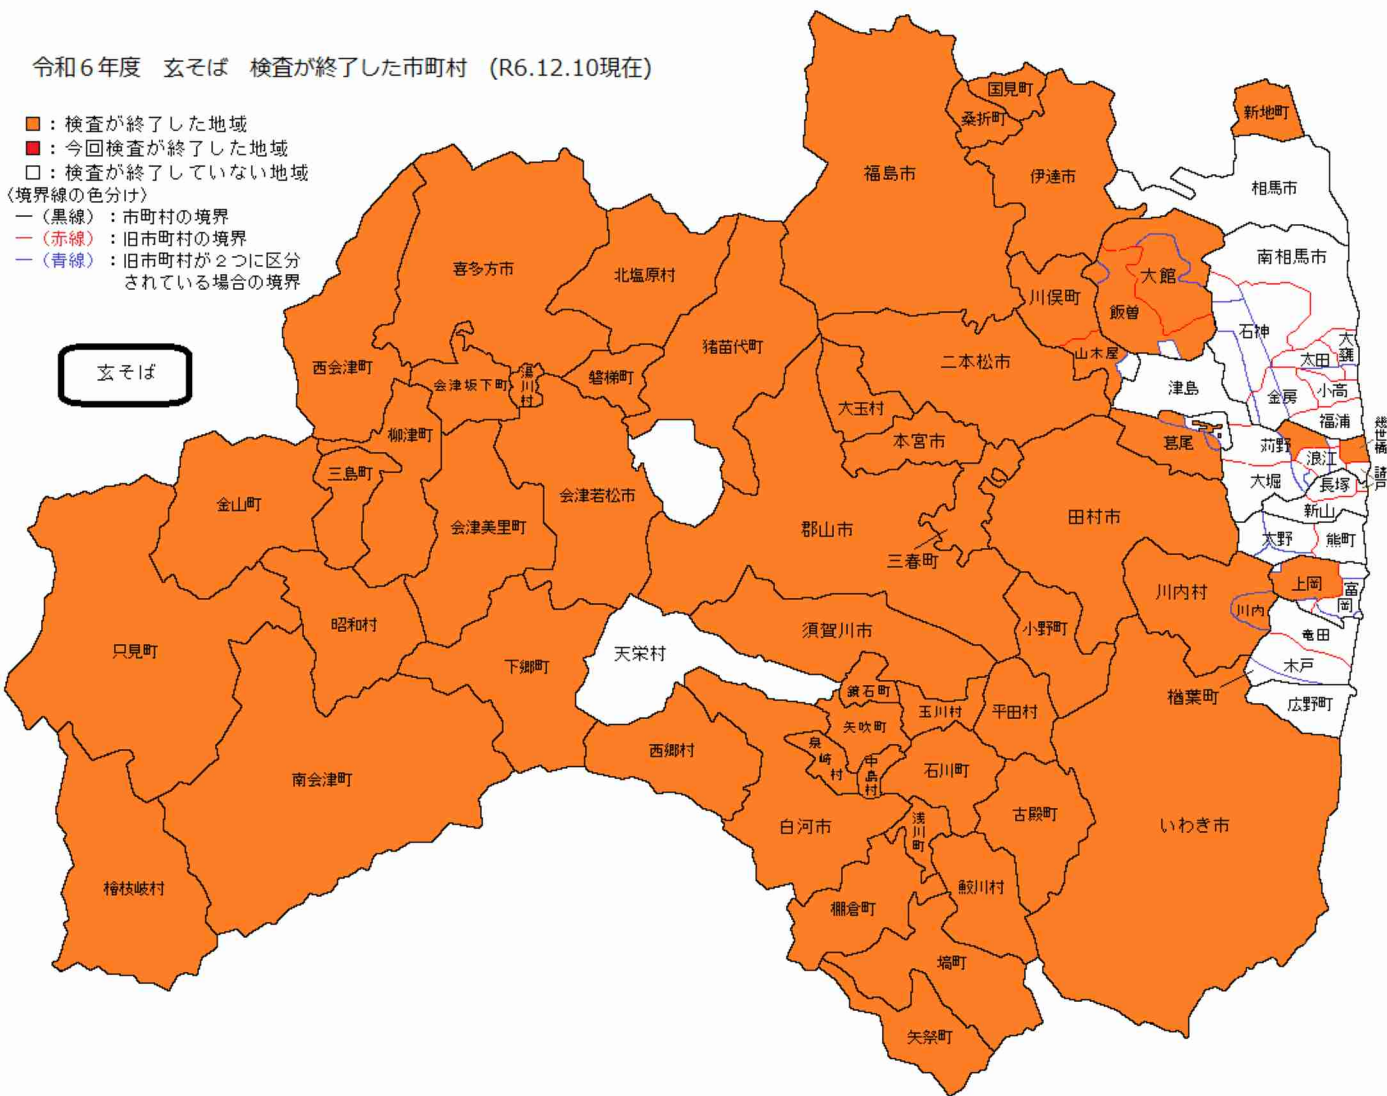 令和６年度　玄そば　検査が終了した市町村　(R6.12.10現在)
：検査が終了した地域
：今回検査が終了した地域
：検査が終了していない地域
〈境界線の色分け〉
―（黒線）：市町村の境界
―（赤線）：旧市町村の境界
―（青線）：旧市町村が２つに区分
されている場合の境界
玄そば
国見町
桑折町
新地町
福島市
伊達市
相馬市
南相馬市
喜多方市
北塩原村
大館
川俣町
飯曽
石神
猪苗代町
二本松市
山木屋
大甕
太田
西会津町
会津坂下町
湯川村
磐梯町
津島
金房
小高
大玉村
福浦
柳津町
本宮市
葛尾
苅野
幾世橋
浪江
請戸
三島町
大堀
長塚
金山町
会津若松市
新山
会津美里町
郡山市
田村市
大野
熊町
三春町
川内村
上岡
富岡
川内
昭和村
須賀川市
小野町
竜田
只見町
下郷町
天栄村
木戸
楢葉町
鏡石町
広野町
玉川村
平田村
矢吹町
西郷村
泉崎村
中島村
石川町
南会津町
古殿町
白河市
浅川町
いわき市
檜枝岐村
鮫川村
棚倉町
塙町
矢祭町